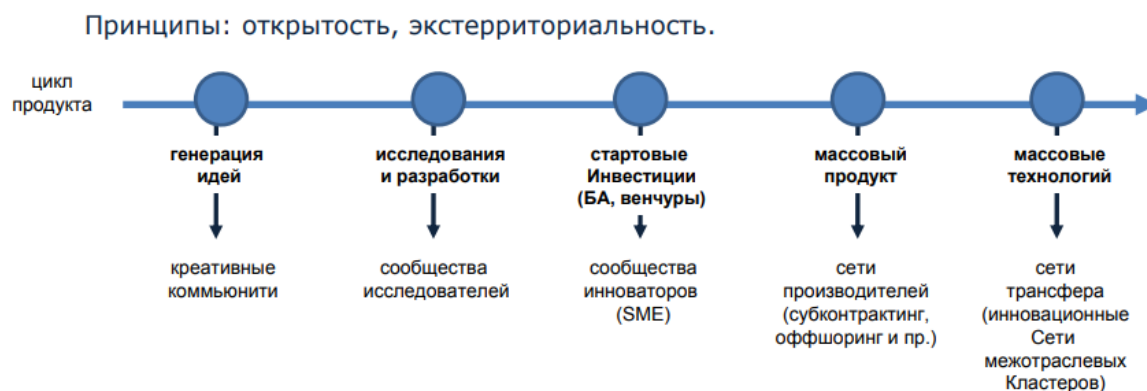 Принципы: открытость, экстерриториальность.
цикл
продукта
генерация
идей
исследования
и разработки
стартовые
Инвестиции
(БА, венчуры)
массовый
продукт
массовые
технологий
креативные
коммьюнити
сообщества
исследователей
сообщества
инноваторов
(SME)
сети
производителей
(субконтрактинг,
оффшоринг и пр.)
сети
трансфера
(инновационные
Сети
межотраслевых
Кластеров)